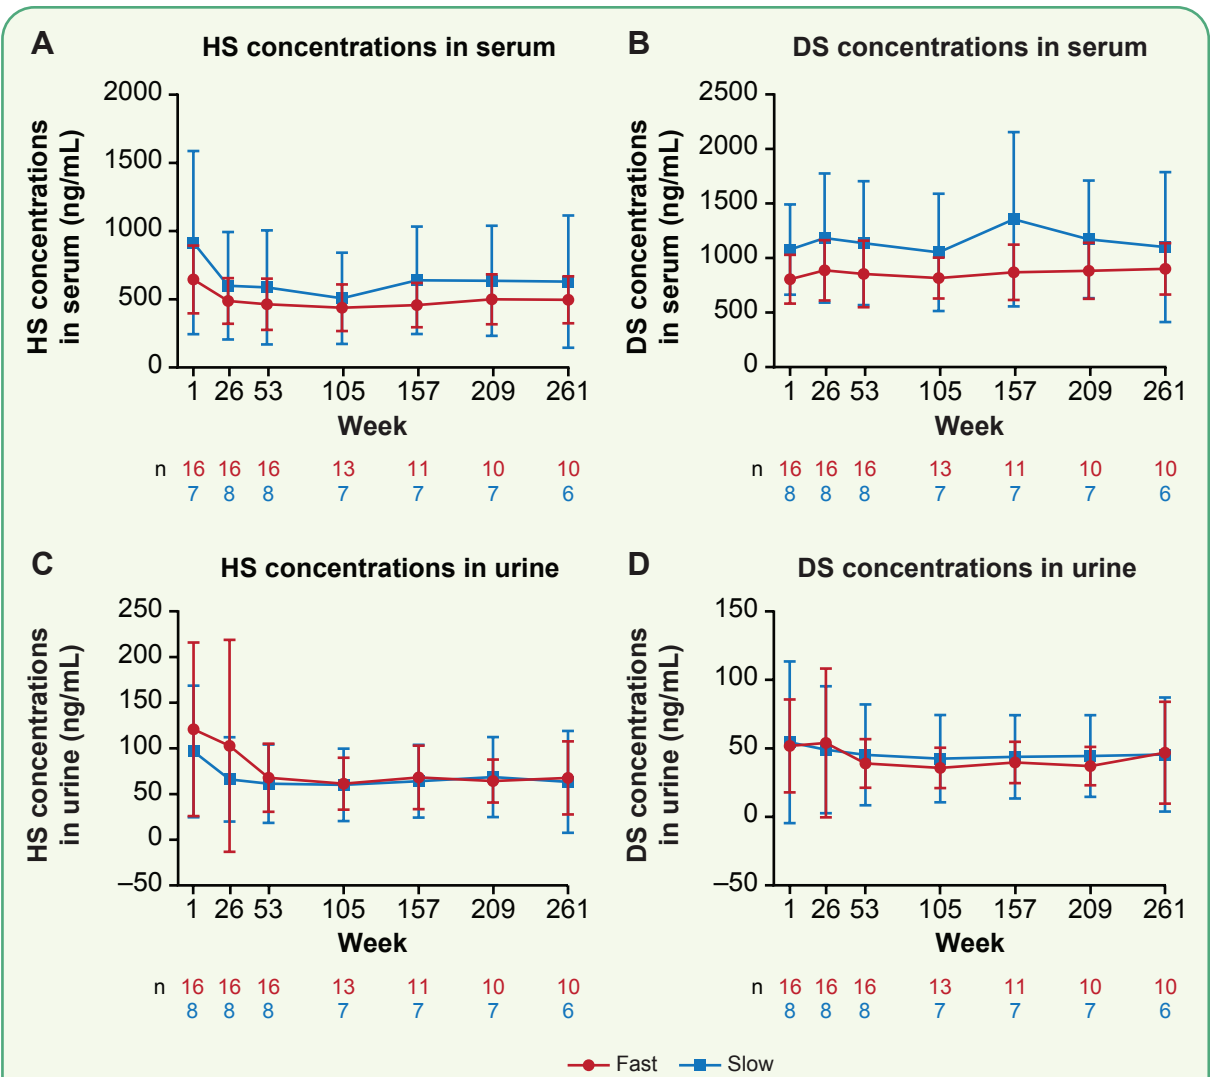 A
HS concentrations in serum
HS concentrations
in serum (ng/mL)
2000
1500
1000
500
0
1 26 53 105 157 209 261
Week
n 16 16 16 13 11 10 10
7 8 8 7 7 7 6
B
DS concentrations in serum
DS concentrations
in serum (ng/mL)
2500
2000
1500
1000
500
0
1 26 53 105 157 209 261
Week
n 16 16 16 13 11 10 10
8 8 8 7 7 7 6
C
HS concentrations in urine
HS concentrations
in urine (ng/mL)
250
200
150
100
50
0
–50
1 26 53 105 157 209 261
Week
n 16 16 16 13 11 10 10
8 8 8 7 7 7 6
D
DS concentrations in urine
DS concentrations
in urine (ng/mL)
150
100
50
0
–50
1 26 53 105 157 209 261
Week
n 16 16 16 13 11 10 10
8 8 8 7 7 7 6
Fast Slow